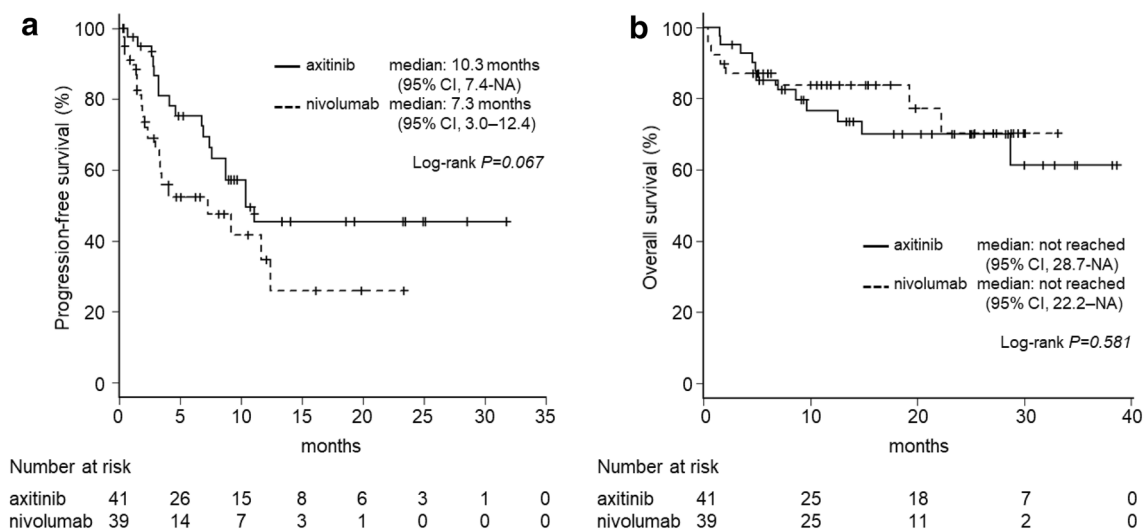 a
Progression-free survival (%)
100
80
60
40
20
0
axitinib median: 10.3 months
(95% CI, 7.4-NA)
nivolumab median: 7.3 months
(95% CI, 3.0–12.4)
Log-rank P=0.067
0 5 10 15 20 25 30 35
months
Number at risk
axitinib 41 26 15 8 6 3 1 0
nivolumab 39 14 7 3 1 0 0 0
b
Overall survival (%)
100
80
60
40
20
0
axitinib median: not reached
(95% CI, 28.7-NA)
nivolumab median: not reached
(95% CI, 22.2–NA)
Log-rank P=0.581
0 10 20 30 40
months
Number at risk
axitinib 41 25 18 7 0
nivolumab 39 25 11 2 0